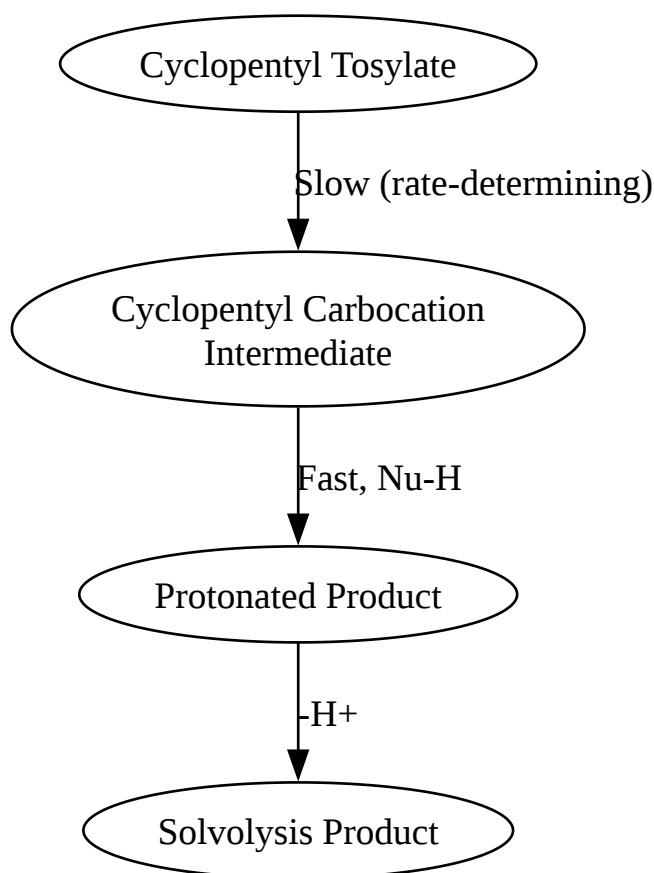 Cyclopentyl Tosylate
Slow (rate-determining)
Cyclopentyl Carbocation
Intermediate
Fast, Nu-H
Protonated Product
-H+
Solvolysis Product